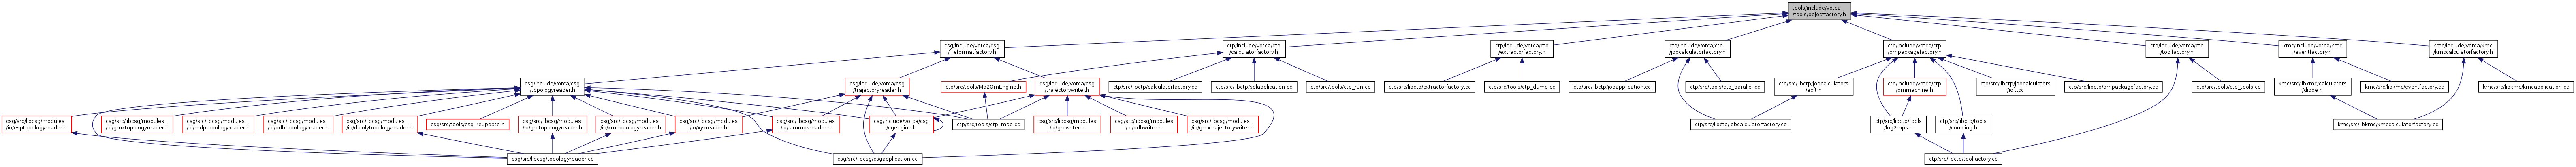 tools/include/votca
/tools/objectfactory.h
csg/include/votca/csg
/fileformatfactory.h
ctp/include/votca/ctp
/calculatorfactory.h
ctp/include/votca/ctp
/extractorfactory.h
ctp/include/votca/ctp
/jobcalculatorfactory.h
ctp/include/votca/ctp
/qmpackagefactory.h
ctp/include/votca/ctp
/toolfactory.h
kmc/include/votca/kmc
/eventfactory.h
kmc/include/votca/kmc
/kmccalculatorfactory.h
csg/include/votca/csg
/topologyreader.h
csg/include/votca/csg
/trajectoryreader.h
ctp/src/tools/Md2QmEngine.h
csg/include/votca/csg
/trajectorywriter.h
ctp/src/libctp/calculatorfactory.cc
ctp/src/libctp/sqlapplication.cc
ctp/src/tools/ctp_run.cc
ctp/src/libctp/extractorfactory.cc
ctp/src/tools/ctp_dump.cc
ctp/src/libctp/jobapplication.cc
ctp/src/tools/ctp_parallel.cc
ctp/src/libctp/jobcalculators
/edft.h
ctp/include/votca/ctp
/qmmachine.h
ctp/src/libctp/jobcalculators
/idft.cc
ctp/src/libctp/qmpackagefactory.cc
ctp/src/tools/ctp_tools.cc
kmc/src/libkmc/calculators
/diode.h
kmc/src/libkmc/eventfactory.cc
kmc/src/libkmc/kmcapplication.cc
csg/src/libcsg/modules
/io/esptopologyreader.h
csg/src/libcsg/modules
/io/gmxtopologyreader.h
csg/src/libcsg/modules
/io/mdptopologyreader.h
csg/src/libcsg/modules
/io/pdbtopologyreader.h
csg/src/libcsg/modules
/io/dlpolytopologyreader.h
csg/src/tools/csg_reupdate.h
csg/src/libcsg/modules
/io/grotopologyreader.h
csg/src/libcsg/modules
/io/xmltopologyreader.h
csg/src/libcsg/modules
/io/xyzreader.h
csg/src/libcsg/modules
/io/lammpsreader.h
csg/include/votca/csg
/cgengine.h
ctp/src/tools/ctp_map.cc
csg/src/libcsg/modules
/io/growriter.h
csg/src/libcsg/modules
/io/pdbwriter.h
csg/src/libcsg/modules
/io/gmxtrajectorywriter.h
ctp/src/libctp/jobcalculatorfactory.cc
ctp/src/libctp/tools
/log2mps.h
ctp/src/libctp/tools
/coupling.h
kmc/src/libkmc/kmccalculatorfactory.cc
csg/src/libcsg/topologyreader.cc
csg/src/libcsg/csgapplication.cc
ctp/src/libctp/toolfactory.cc